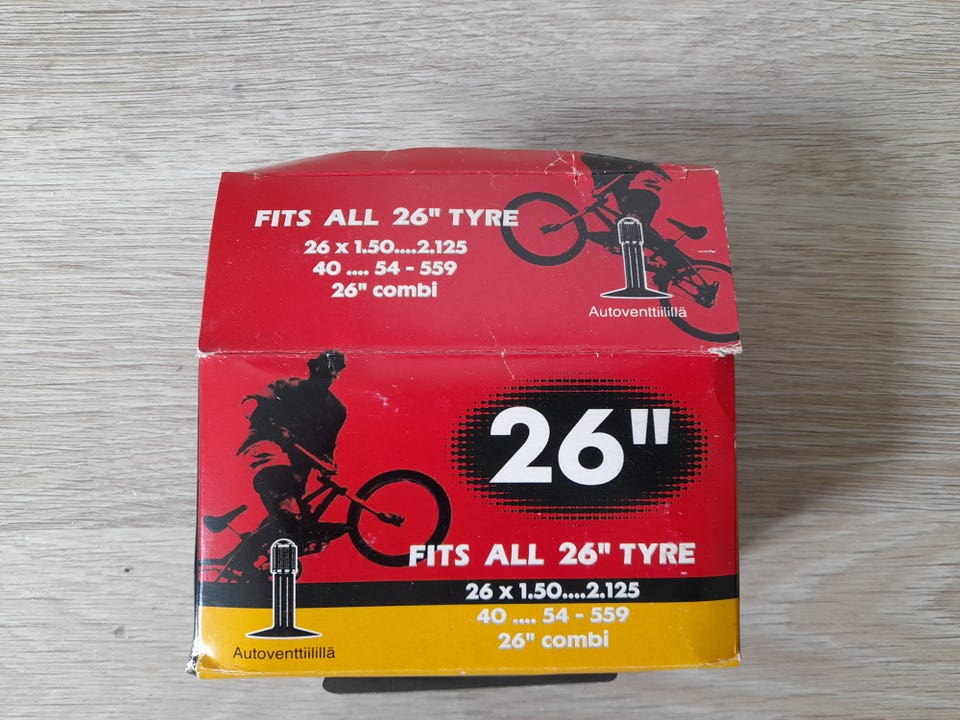 FITS ALL 26" TYRE
26 x 1.50....2.125
40 .... 54 - 559
26" combi
Autoventtiilillä
26"
FITS ALL 26" TYRE
26 x 1.50....2.125
40 .... 54 - 559
26" combi
Autoventtiilillä